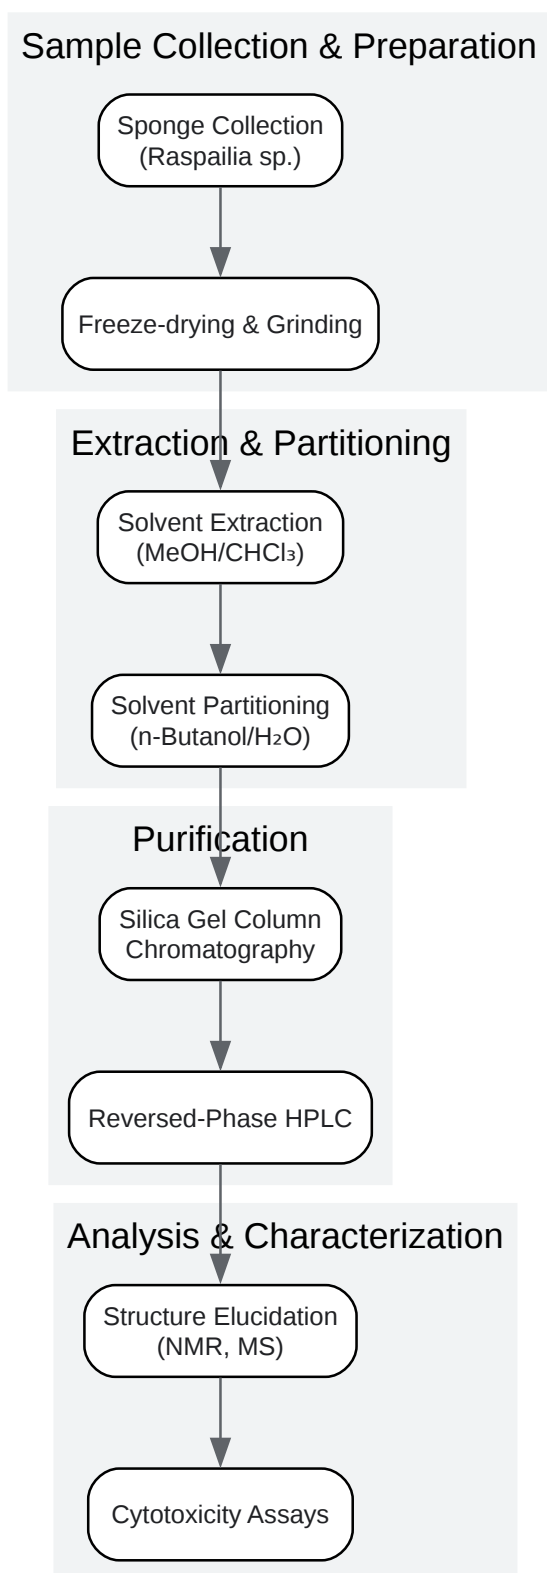 Sample Collection & Preparation
Sponge Collection
(Raspailia sp.)
Freeze-drying & Grinding
Extraction & Partitioning
Solvent Extraction
(MeOH/CHCl₃)
Solvent Partitioning
(n-Butanol/H₂O)
Purification
Silica Gel Column
Chromatography
Reversed-Phase HPLC
Analysis & Characterization
Structure Elucidation
(NMR, MS)
Cytotoxicity Assays